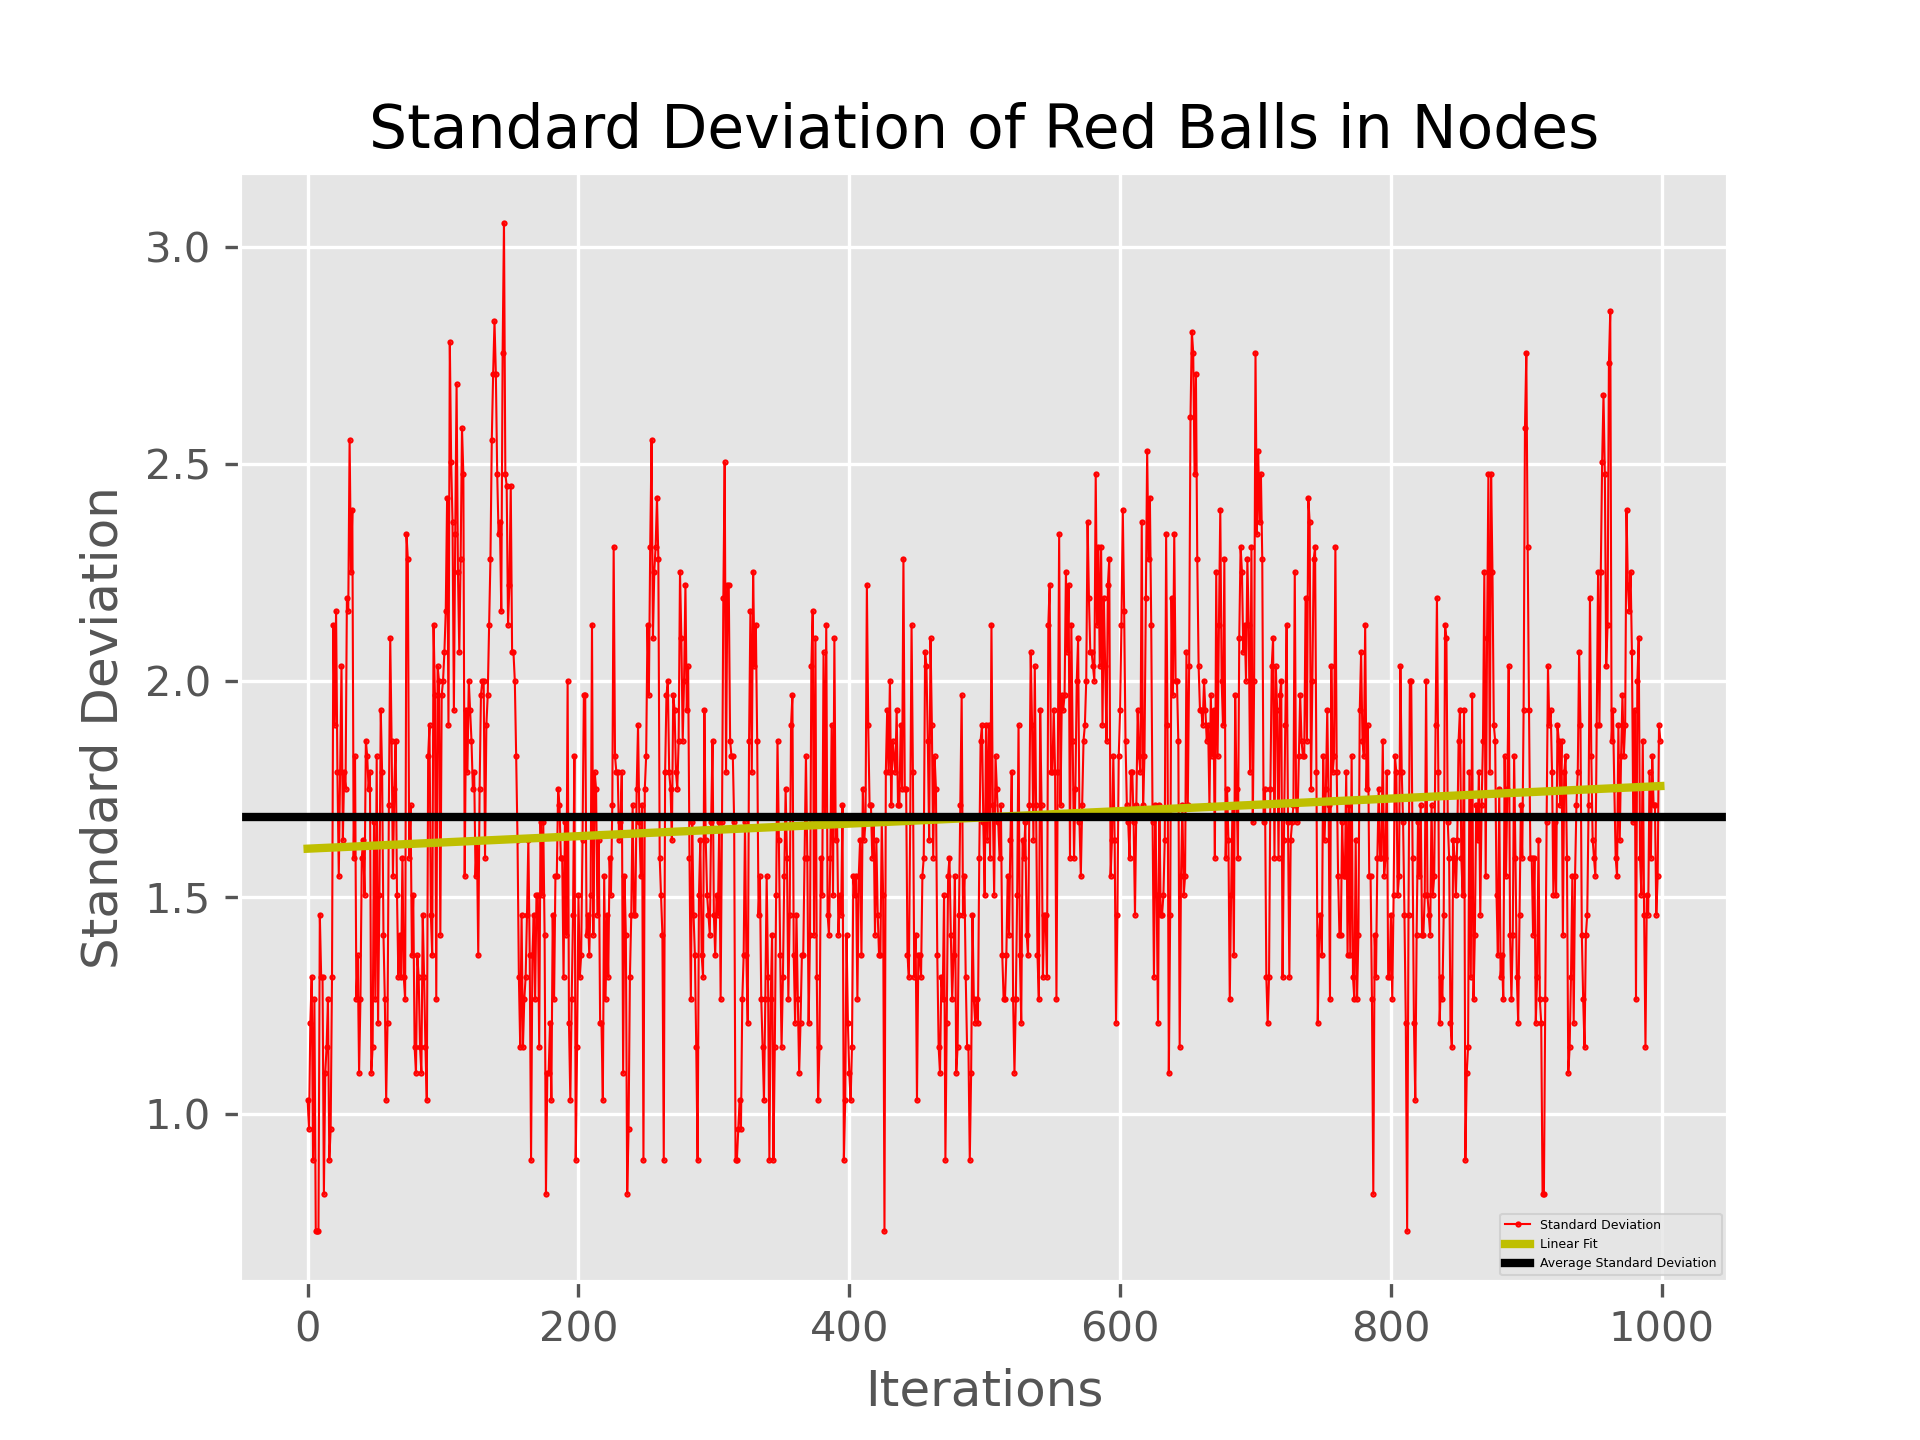 Standard Deviation of Red Balls in Nodes
Standard Deviation
3.0
2.5
2.0
1.5
1.0
Standard Deviation
Linear Fit
Average Standard Deviation
0 200 400 600 800 1000
Iterations